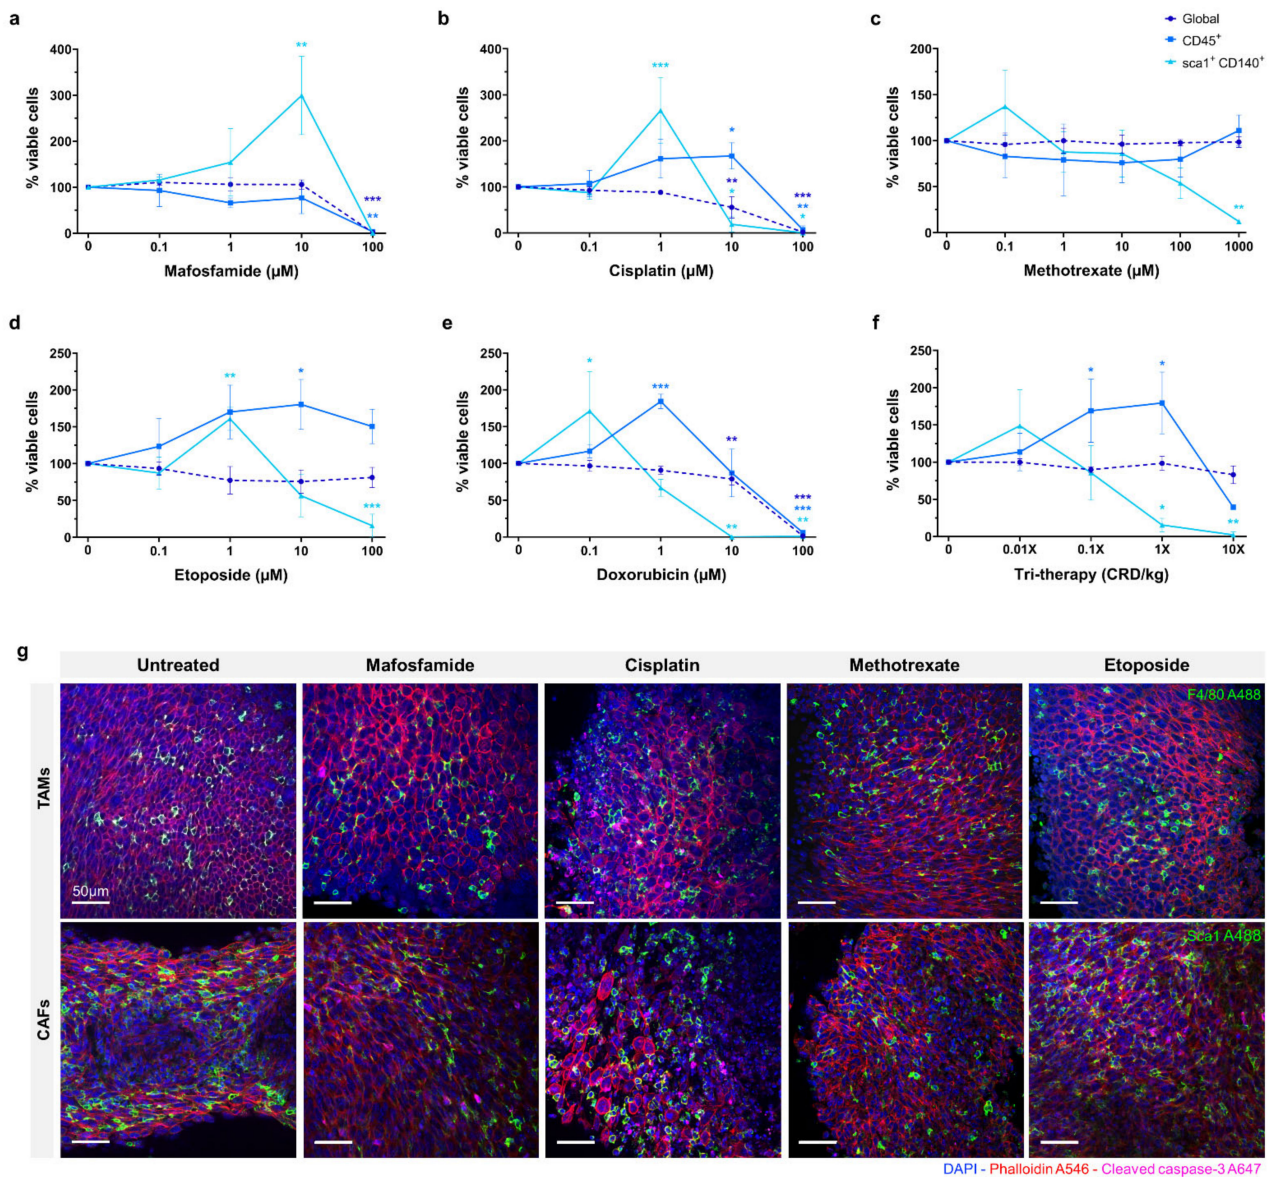 a
400
300
200
100
0
% viable cells
0 0.1 1 10 100
Mafosfamide (µM)
**
***
**
b
400
300
200
100
0
% viable cells
0 0.1 1 10 100
Cisplatin (µM)
***
*
**
*
***
**
*
c
200
150
100
50
0
% viable cells
0 0.1 1 10 100 1000
Methotrexate (µM)
**
Global
CD45+
sca1+ CD140+
d
250
200
150
100
50
0
% viable cells
0 0.1 1 10 100
Etoposide (µM)
**
*
***
e
250
200
150
100
50
0
% viable cells
0 0.1 1 10 100
Doxorubicin (µM)
*
***
**
**
***
***
**
f
250
200
150
100
50
0
% viable cells
0 0.01X 0.1X 1X 10X
Tri-therapy (CRD/kg)
*
*
*
**
g
Untreated Mafosfamide Cisplatin Methotrexate Etoposide
TAMs
F4/80 A488
50µm
CAFs
Sca1 A488
DAPI - Phalloidin A546 - Cleaved caspase-3 A647